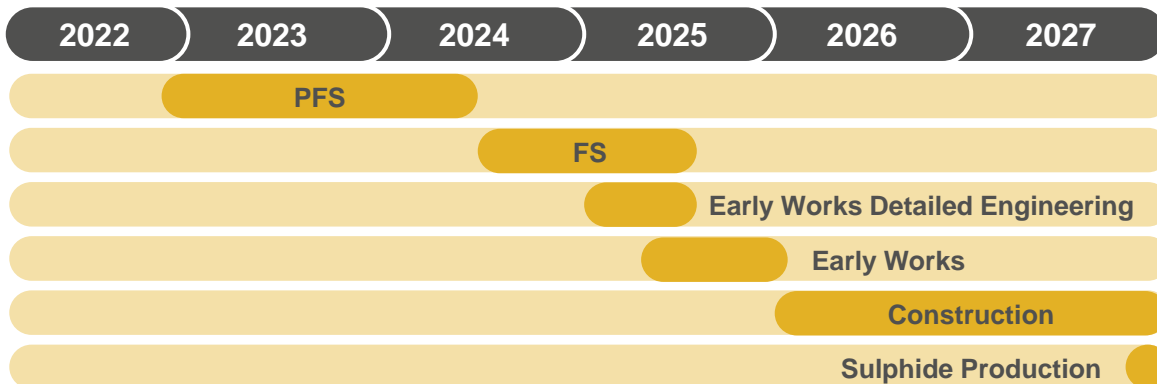 2022 2023 2024 2025 2026 2027
PFS
FS
Early Works Detailed Engineering
Early Works
Construction
Sulphide Production